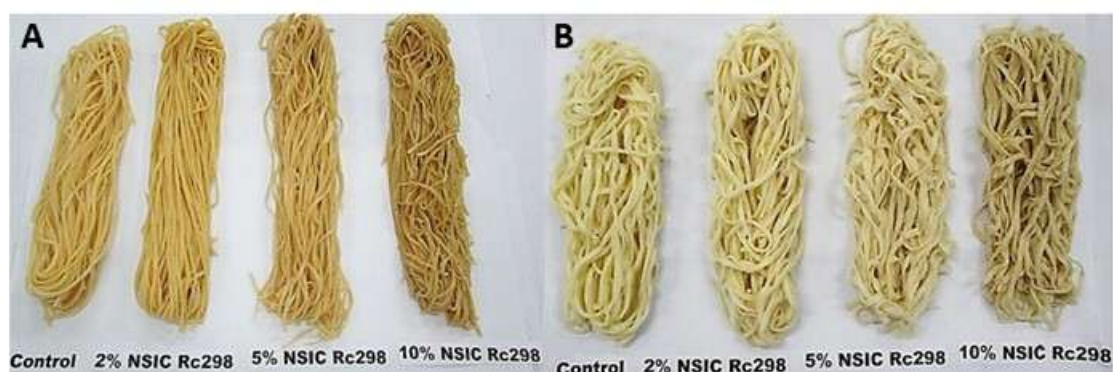 A
B
Control 2% NSIC Rc298 5% NSIC Rc298 10% NSIC Rc298
Control 2% NSIC Rc298 5% NSIC Rc298 10% NSIC Rc298